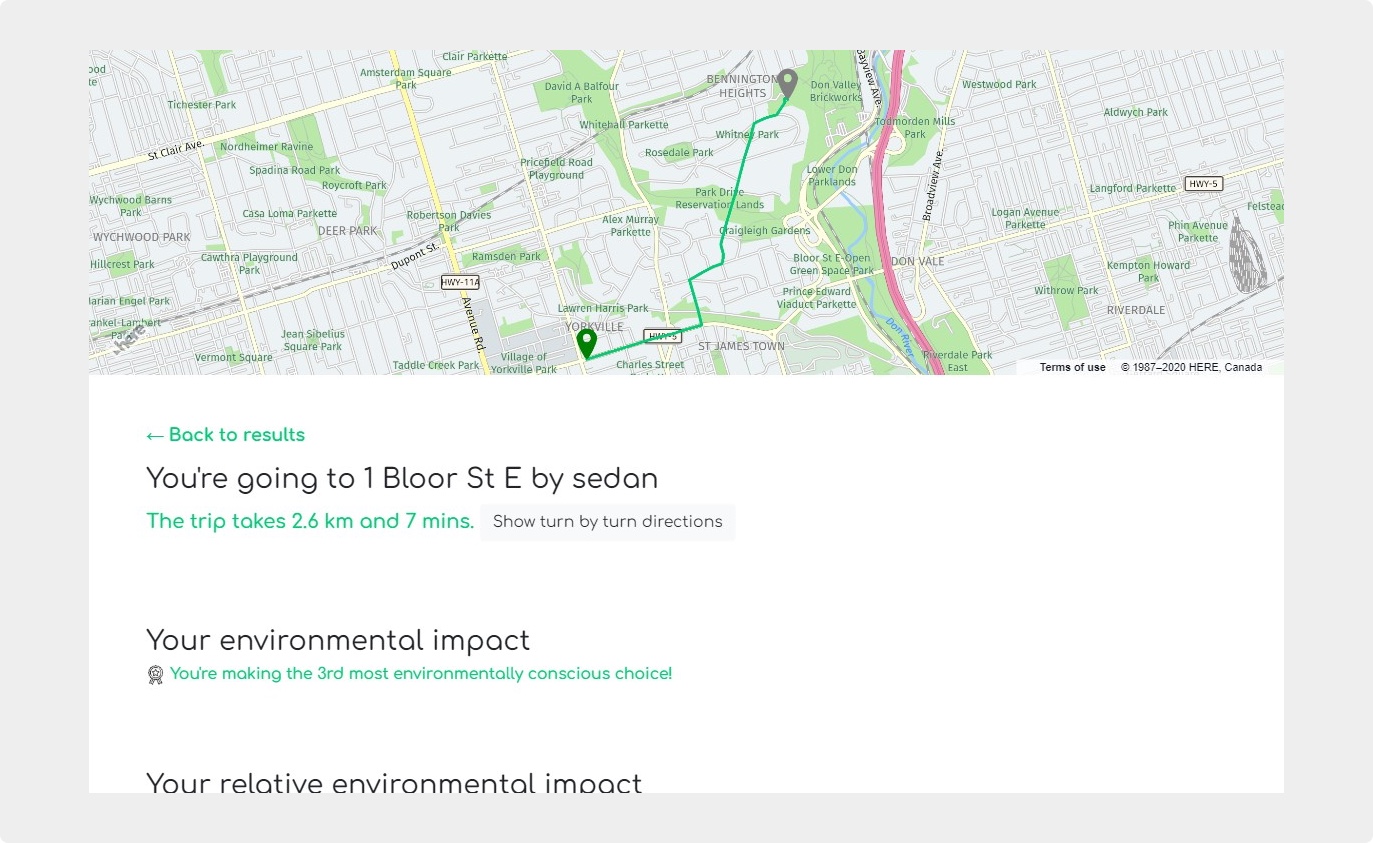 Clair Parkette
ood
Park
Amsterdam Square
Park
BENNINGTON
HEIGHTS
David A Balfour
Park
Don Valley
Brickworks
Bayview Ave.
Westwood Park
Tichester Park
Aldwych Park
Whitehall Parkette
Whitney Park
Todmorden Mills
Park
St Clair Ave.
Nordheimer Ravine
Rosedale Park
Spadina Road Park
Pricefield Road
Playground
Lower Don
Parklands
Broadview Ave.
Roycroft Park
HWY-5
Langford Parkette
Wychwood Barns
Park
Park Drive
Reservation Lands
Felstead
Casa Loma Parkette
Robertson Davies
Park
Alex Murray
Parkette
Logan Avenue
Parkette
Phin Avenue
Parkette
WYCHWOOD PARK
DEER PARK
Craigleigh Gardens
Dupont St.
Ramsden Park
Hillcrest Park
Cawthra Playground
Park
Bloor St E-Open
Green Space Park
DON VALE
Kempton Howard
Park
HWY-11A
Prince Edward
Viaduct Parkette
Withrow Park
arian Engel Park
Avenue Rd.
Lawren Harris Park
RIVERDALE
ankel-Lambert
Park
here
YORKVILLE
HWY-5
Don River
Jean Sibelius
Square Park
ST JAMES TOWN
Vermont Square
Taddle Creek Park
Village of
Yorkville Park
Charles Street
Riverdale Park
East
Terms of use © 1987–2020 HERE, Canada
← Back to results
You're going to 1 Bloor St E by sedan
The trip takes 2.6 km and 7 mins. Show turn by turn directions
Your environmental impact
You're making the 3rd most environmentally conscious choice!
Your relative environmental impact